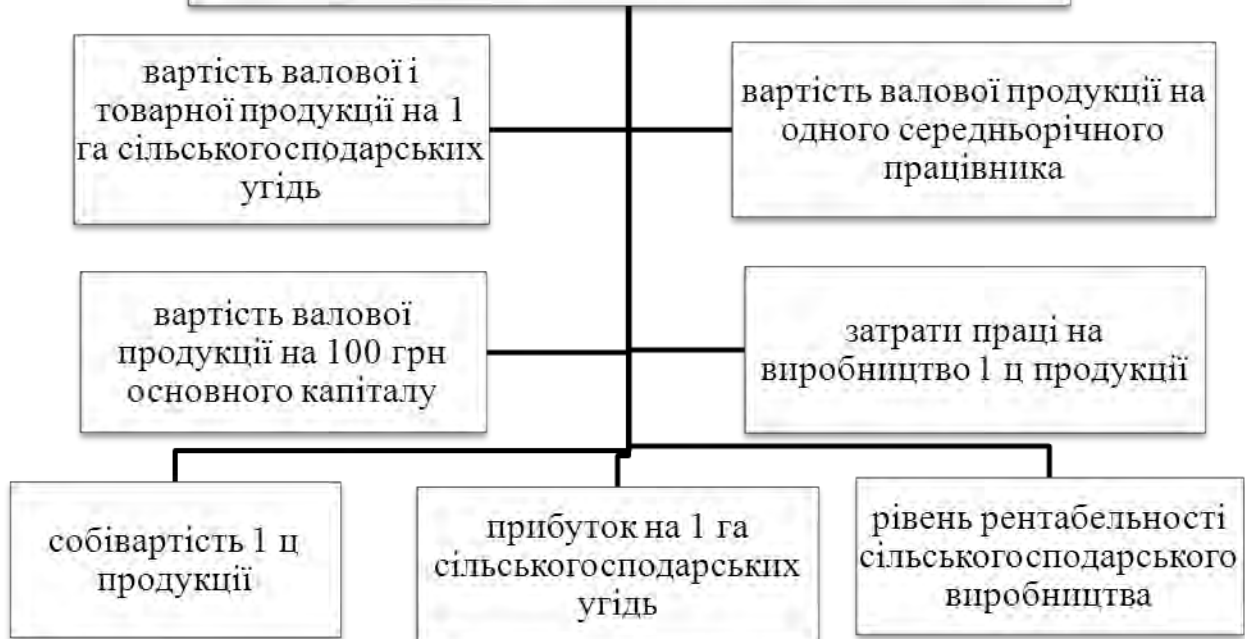 вартість валової і
товарної продукції на 1
га сільськогосподарських
угідь
вартість валової продукції на
одного середньорічного
працівника
вартість валової
продукції на 100 грн
основного капіталу
затрати праці на
виробництво 1 ц продукції
собівартість 1 ц
продукції
прибуток на 1 га
сільськогосподарських
угідь
рівень рентабельності
сільськогосподарського
виробництва